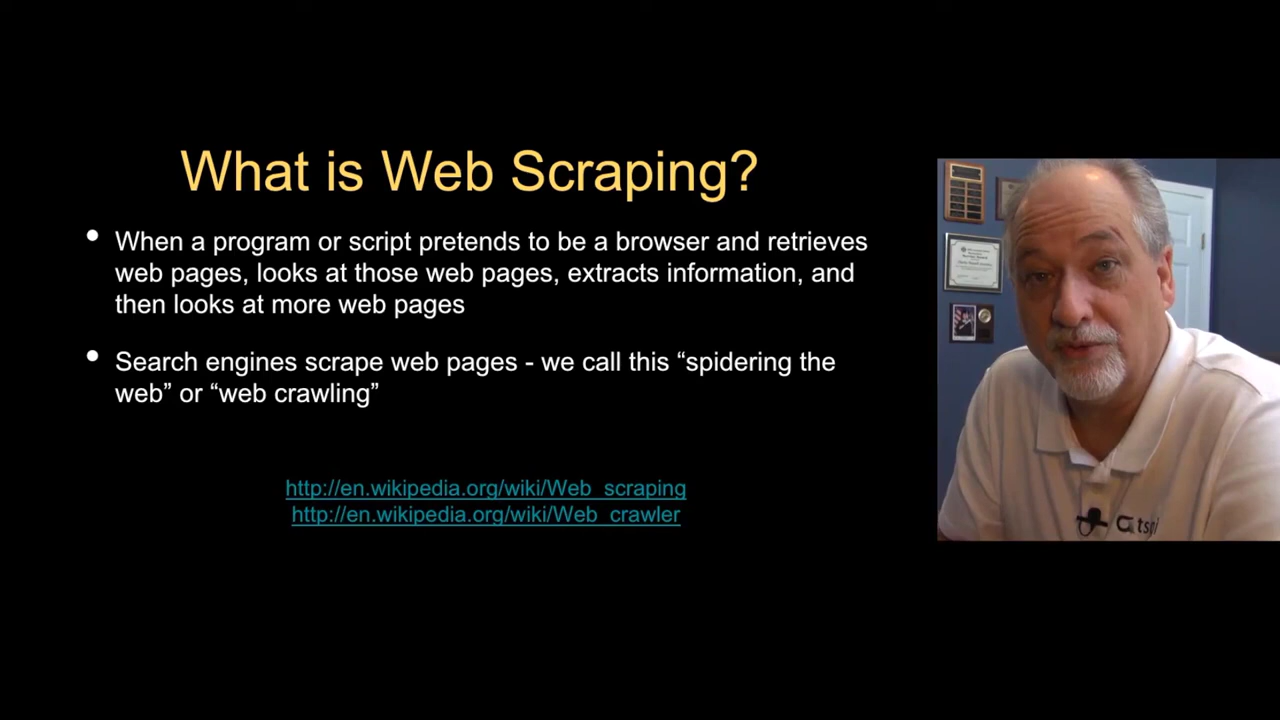 What is Web Scraping?
• When a program or script pretends to be a browser and retrieves
web pages, looks at those web pages, extracts information, and
then looks at more web pages
• Search engines scrape web pages - we call this “spidering the
web” or “web crawling”
http://en.wikipedia.org/wiki/Web_scraping
http://en.wikipedia.org/wiki/Web_crawler